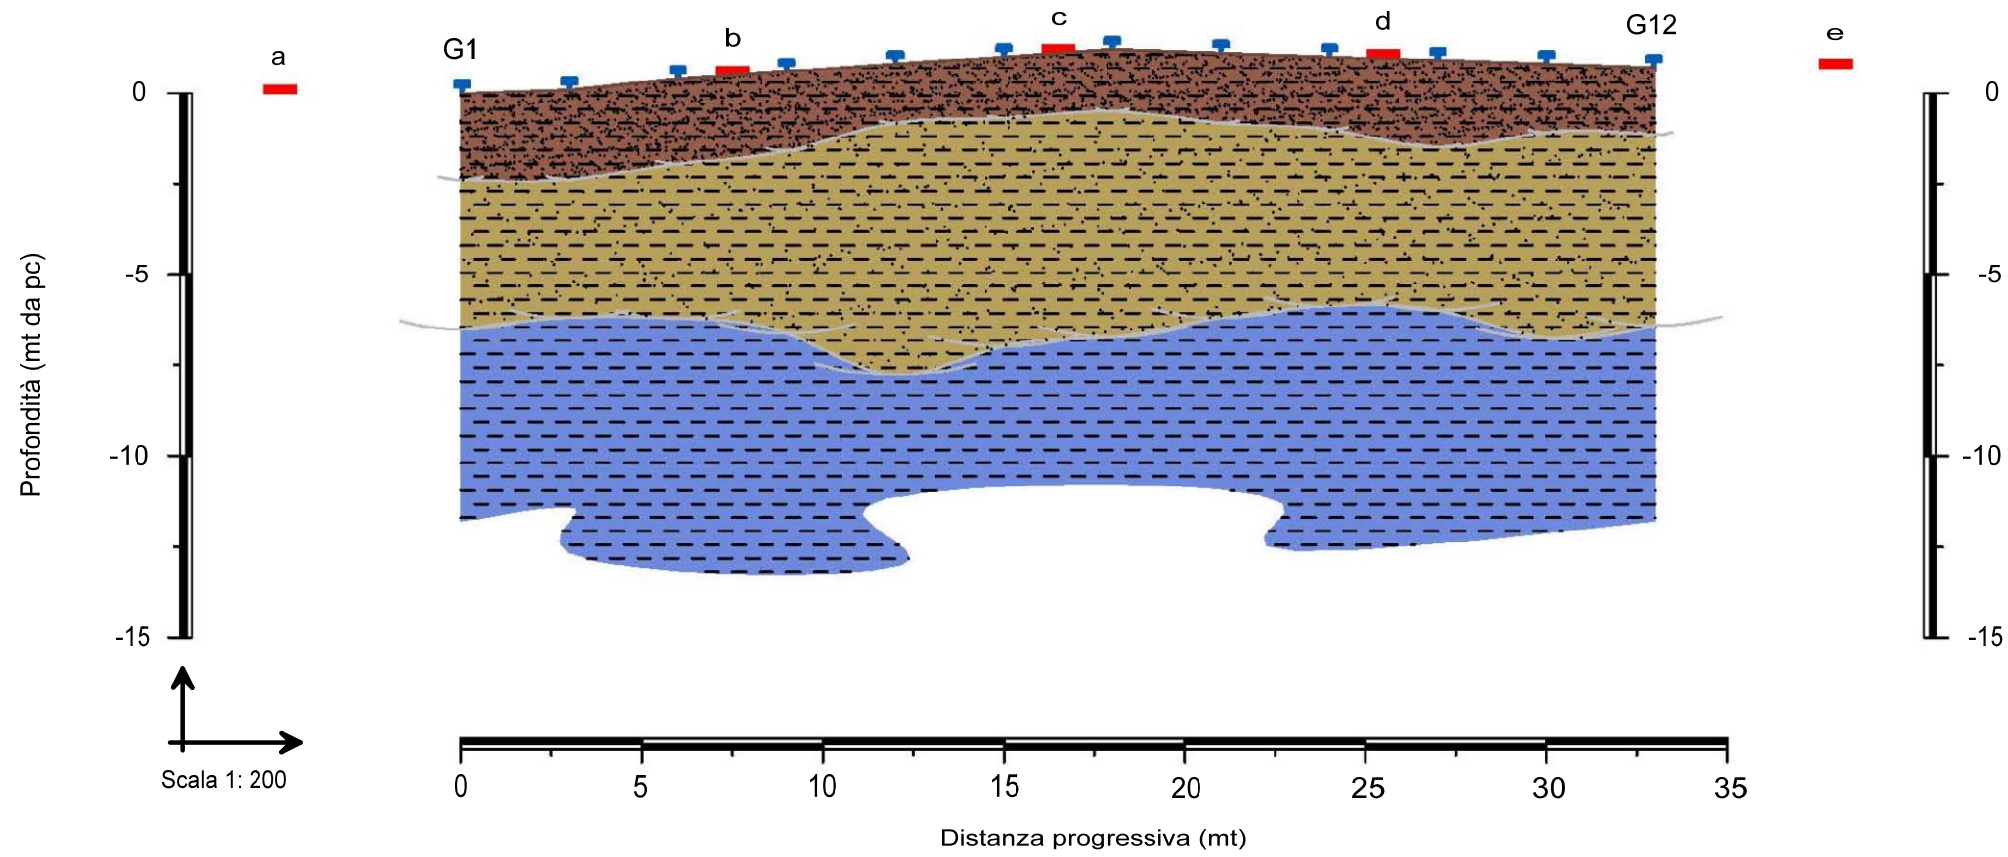 a
G1
b
c
d
G12
e
0
-5
-10
-15
Profondità (mt da pc)
0
-5
-10
-15
Scala 1: 200
0 5 10 15 20 25 30 35
Distanza progressiva (mt)